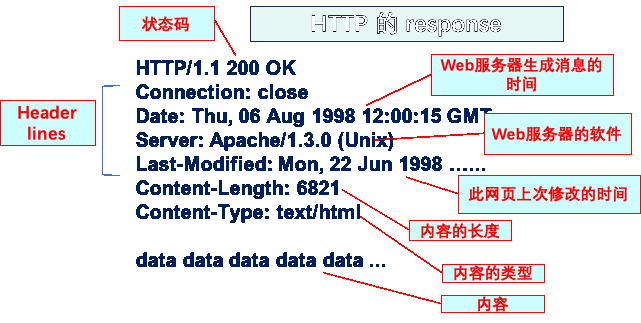 状态码
HTTP 的 response
HTTP/1.1 200 OK
Connection: close
Date: Thu, 06 Aug 1998 12:00:15 GMT
Server: Apache/1.3.0 (Unix)
Last-Modified: Mon, 22 Jun 1998 ……
Content-Length: 6821
Content-Type: text/html
data data data data data ...
Header
lines
Web服务器生成消息的
时间
Web服务器的软件
此网页上次修改的时间
内容的长度
内容的类型
内容